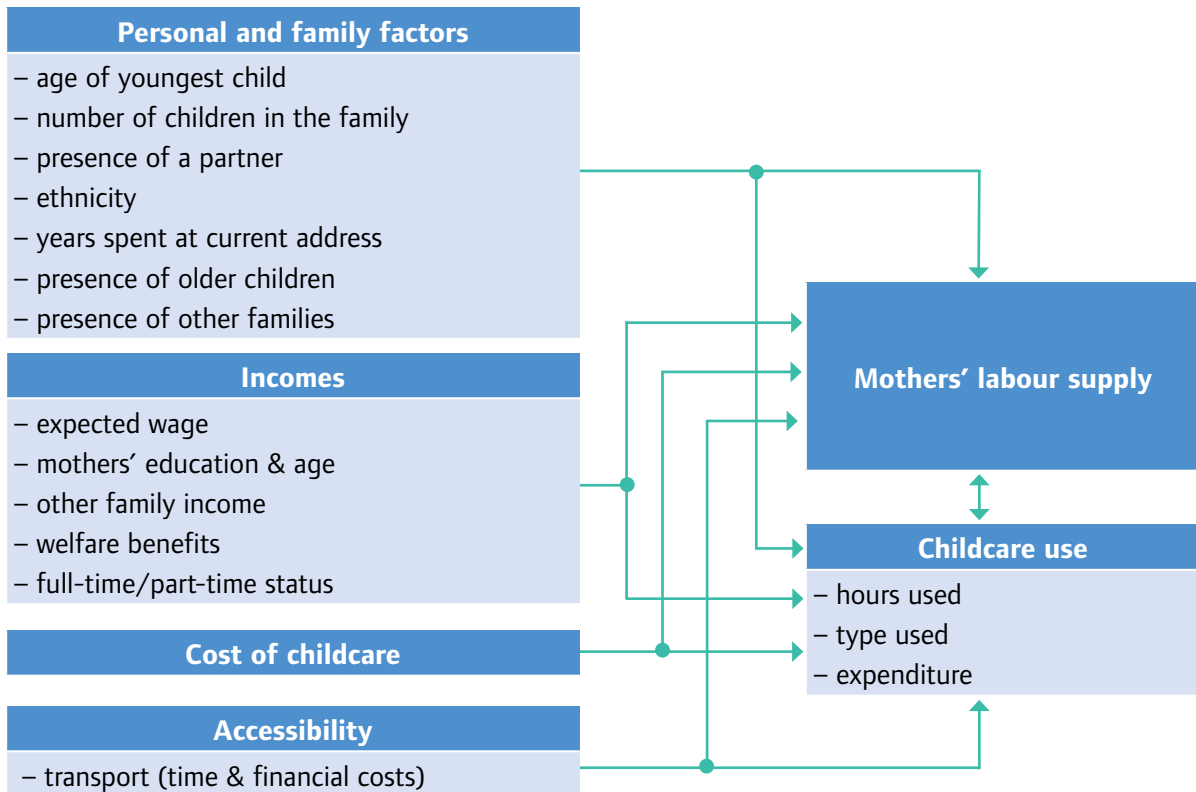 Personal and family factors
– age of youngest child
– number of children in the family
– presence of a partner
– ethnicity
– years spent at current address
– presence of older children
– presence of other families
Incomes
– expected wage
– mothers′ education & age
– other family income
– welfare benefits
– full-time/part-time status
Cost of childcare
Accessibility
– transport (time & financial costs)
Mothers′ labour supply
Childcare use
– hours used
– type used
– expenditure